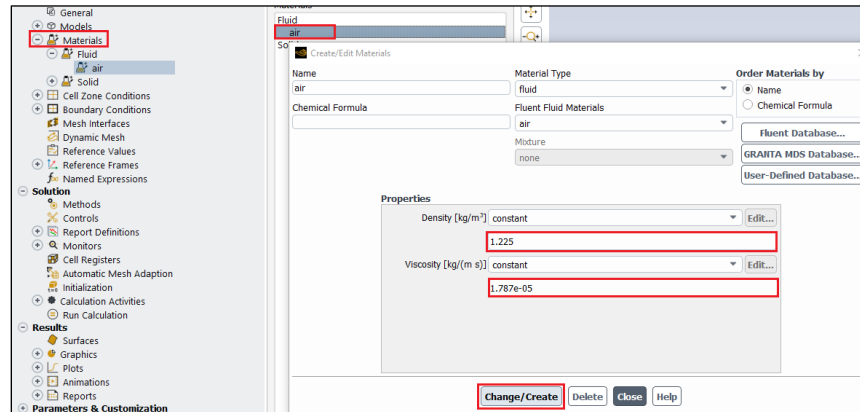 General
Models
Materials
Fluid
air
Solid
Cell Zone Conditions
Boundary Conditions
Mesh Interfaces
Dynamic Mesh
Reference Values
Reference Frames
Named Expressions
Solution
Methods
Controls
Report Definitions
Monitors
Cell Registers
Automatic Mesh Adaption
Initialization
Calculation Activities
Run Calculation
Results
Surfaces
Graphics
Plots
Animations
Reports
Parameters & Customization
Materials
Fluid
air
Create/Edit Materials
Name
air
Chemical Formula
Material Type
fluid
Fluent Fluid Materials
air
Mixture
none
Order Materials by
Name
Chemical Formula
Fluent Database...
GRANTA MDS Database...
User-Defined Database...
Properties
Density [kg/m³] constant Edit...
1.225
Viscosity [kg/(m s)] constant Edit...
1.787e-05
Change/Create Delete Close Help